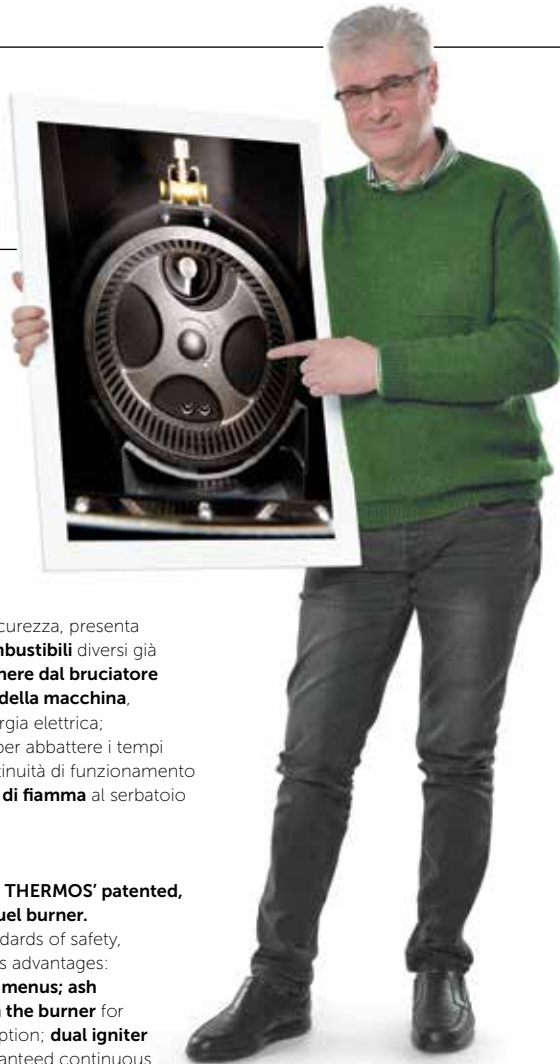 curezza, presenta
mbustibili diversi già
nere dal bruciatore
della macchina,
ergia elettrica;
per abbattere i tempi
tinuità di funzionamento
di fiamma al serbatoio
THERMOS' patented,
uel burner.
dards of safety,
s advantages:
menus; ash
the burner for
ption; dual igniter
anteed continuous